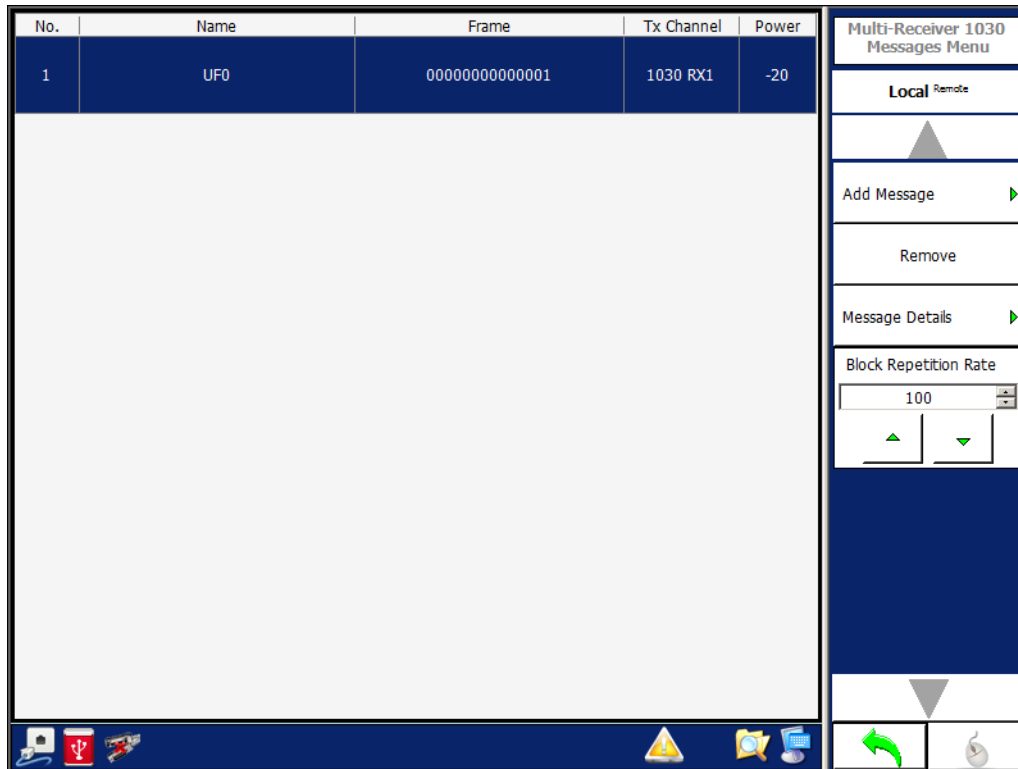 No. Name Frame Tx Channel Power
1 UF0 00000000000001 1030 RX1 -20
Multi-Receiver 1030
Messages Menu
Local Remote
Add Message
Remove
Message Details
Block Repetition Rate
100